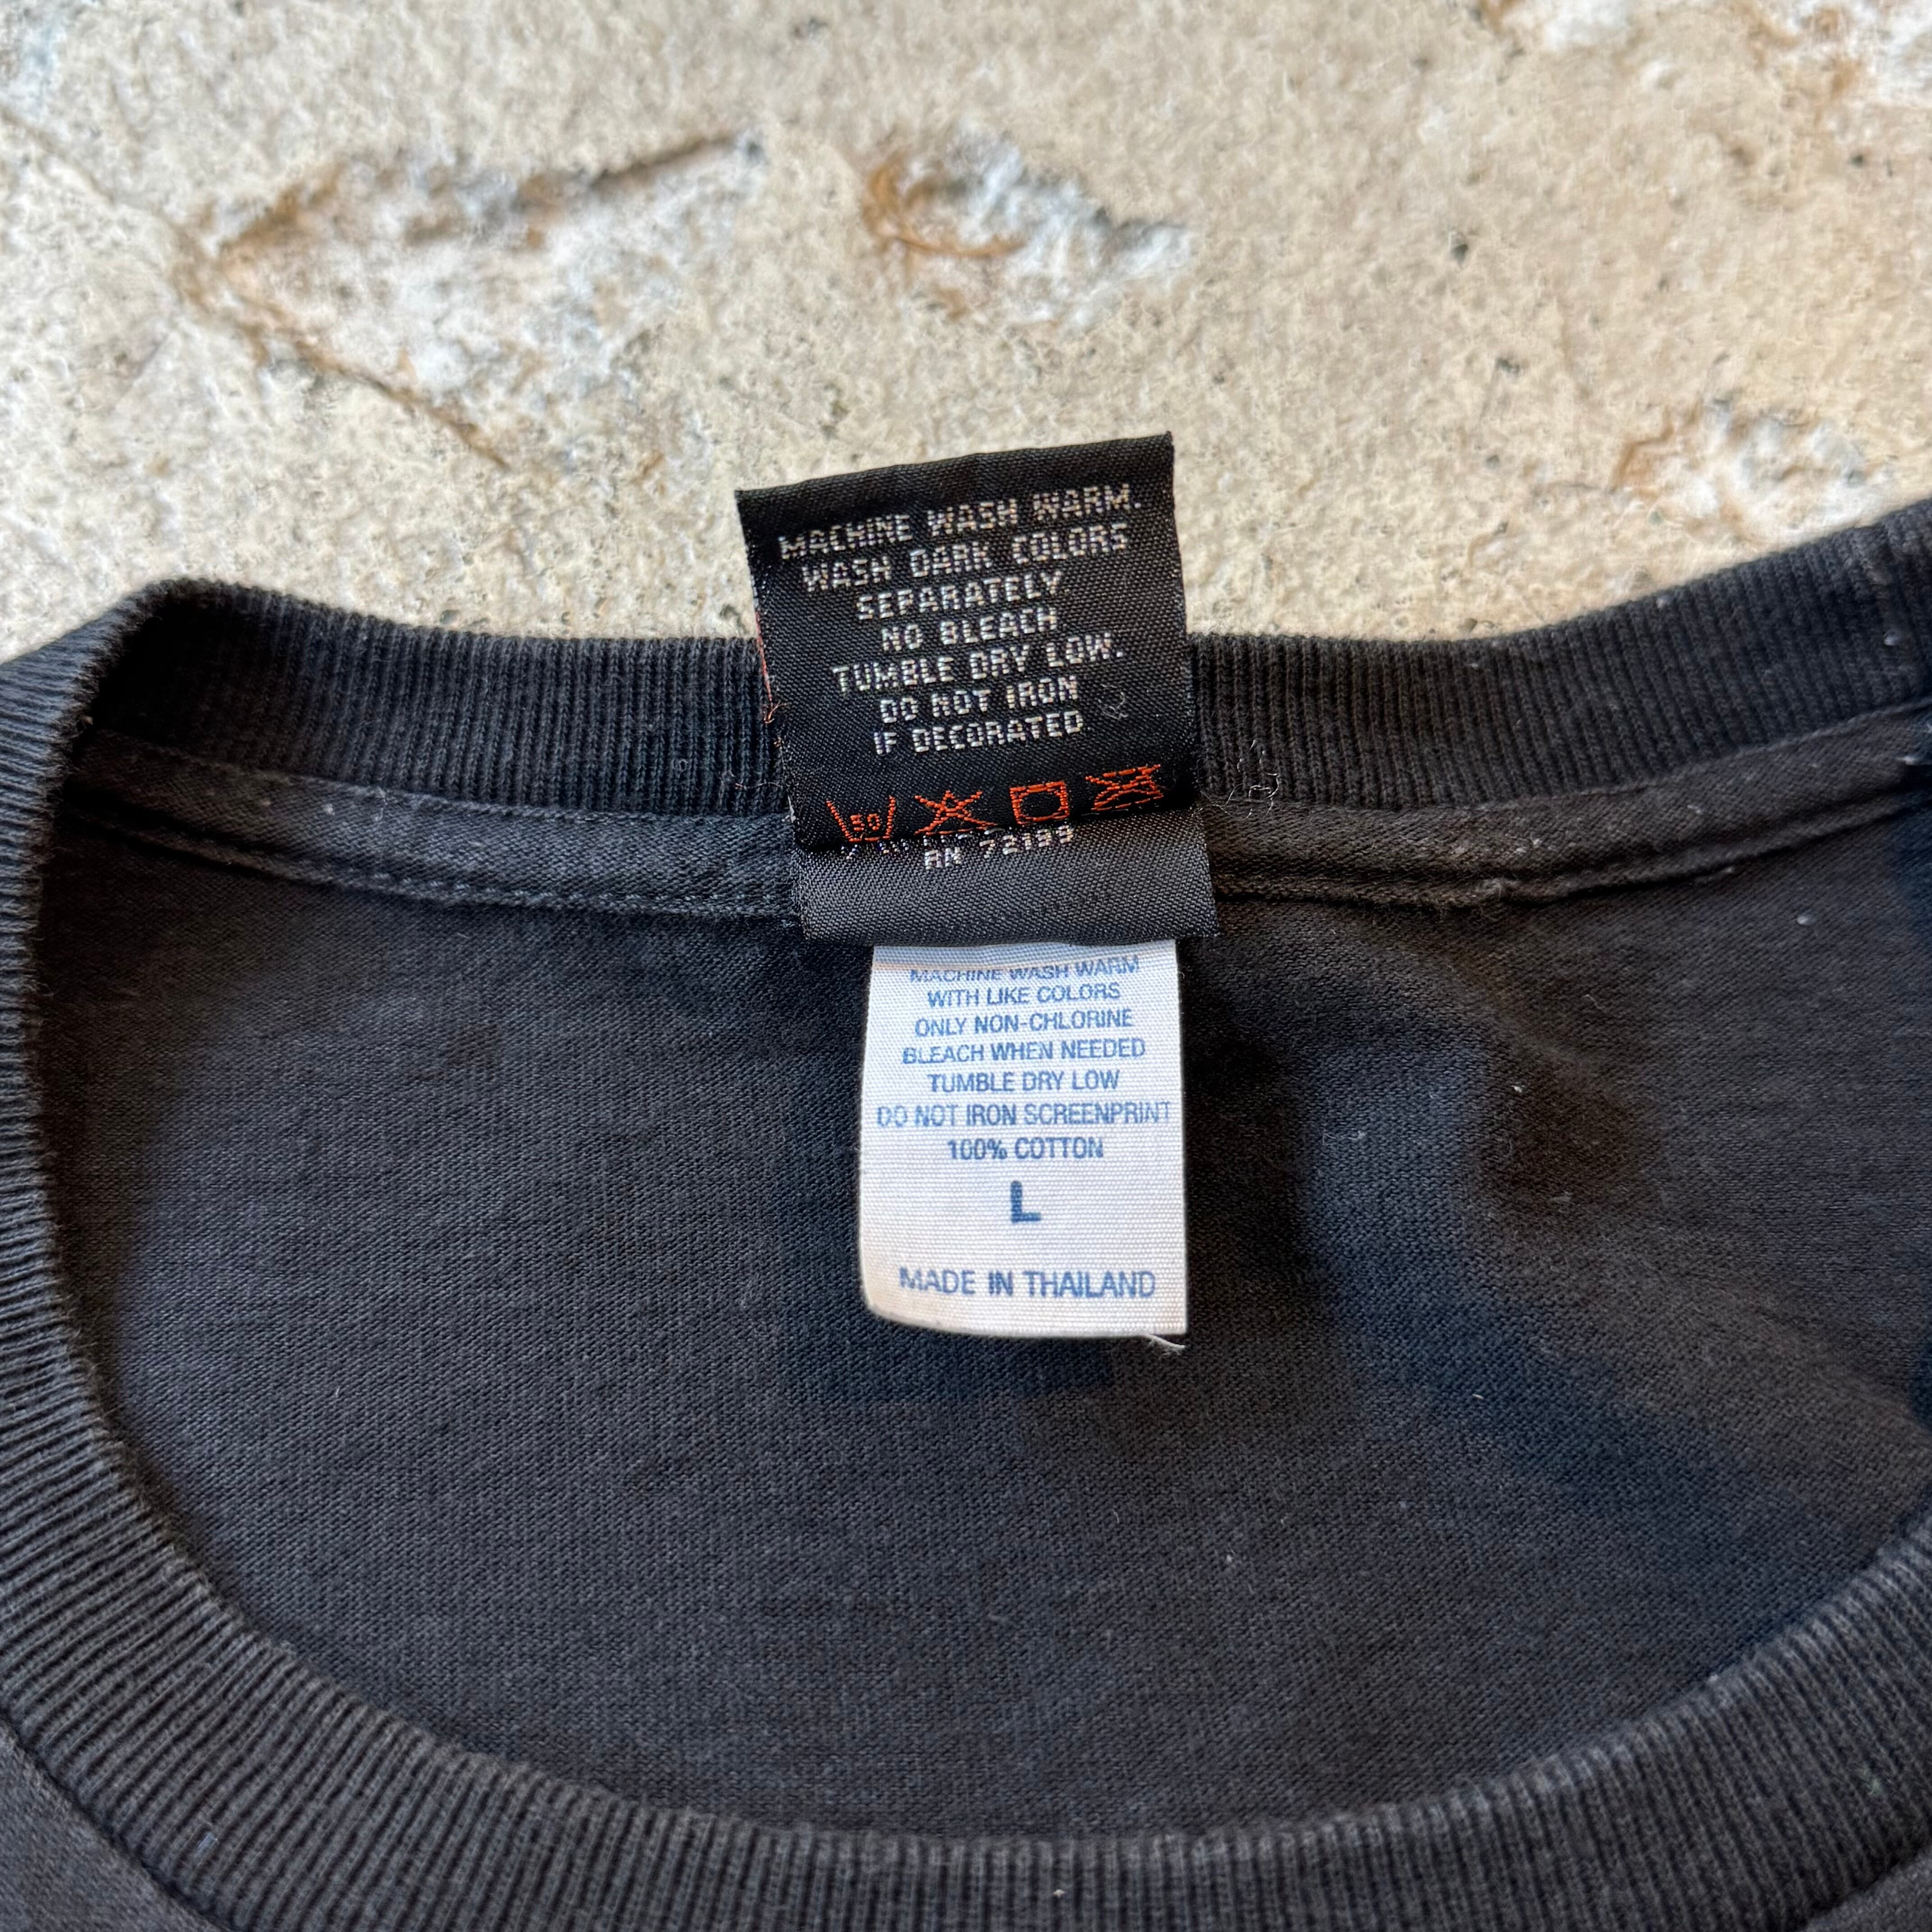 MACHINE WASH WARM.
WASH DARK COLORS
SEPARATELY
NO BLEACH
TUMBLE DRY LOW.
DO NOT IRON
IF DECORATED
50
RN 72199
MACHINE WASH WARM
WITH LIKE COLORS
ONLY NON-CHLORINE
BLEACH WHEN NEEDED
TUMBLE DRY LOW
DO NOT IRON SCREENPRINT
100% COTTON
L
MADE IN THAILAND